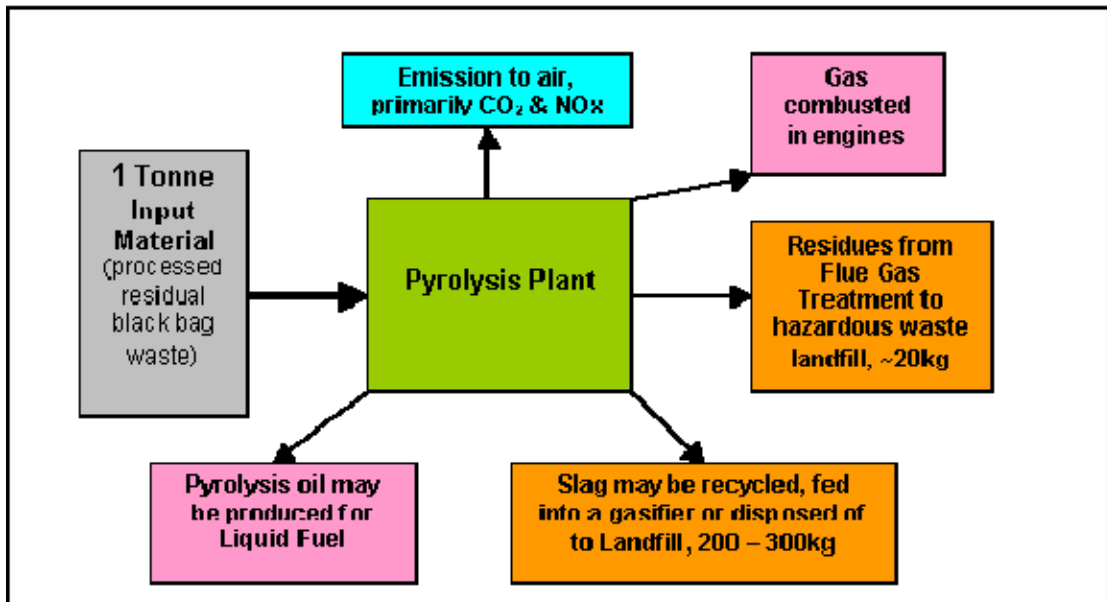 Emission to air,
primarily CO₂ & NOx
Gas
combusted
in engines
1 Tonne
Input
Material
(processed
residual
black bag
waste)
Pyrolysis Plant
Residues from
Flue Gas
Treatment to
hazardous waste
landfill, ~20kg
Pyrolysis oil may
be produced for
Liquid Fuel
Slag may be recycled, fed
into a gasifier or disposed of
to Landfill, 200 – 300kg